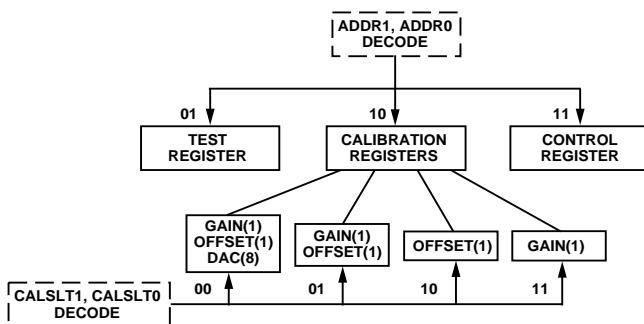 ADDR1, ADDR0
DECODE
01
10
11
TEST
REGISTER
CALIBRATION
REGISTERS
CONTROL
REGISTER
GAIN(1)
OFFSET(1)
DAC(8)
GAIN(1)
OFFSET(1)
OFFSET(1)
GAIN(1)
CALSLT1, CALSLT0
DECODE
00
01
10
11